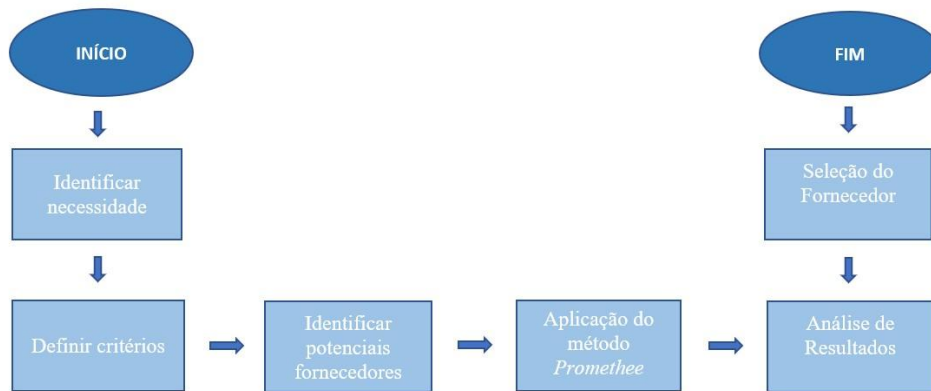 INÍCIO
FIM
Identificar
necessidade
Seleção do
Fornecedor
Definir critérios
Identificar
potenciais
fornecedores
Aplicação do
método
Promethee
Análise de
Resultados